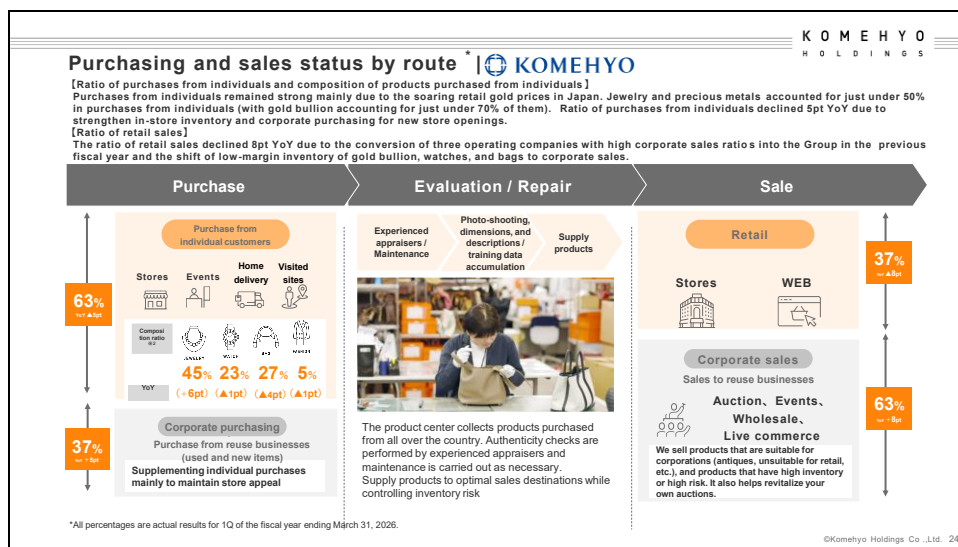 KOMEHYO
HOLDINGS
Purchasing and sales status by route * | KOMEHYO
【Ratio of purchases from individuals and composition of products purchased from individuals】
Purchases from individuals remained strong mainly due to the soaring retail gold prices in Japan. Jewelry and precious metals accounted for just under 50%
in purchases from individuals (with gold bullion accounting for just under 70% of them). Ratio of purchases from individuals declined 5pt YoY due to
strengthen in-store inventory and corporate purchasing for new store openings.
【Ratio of retail sales】
The ratio of retail sales declined 8pt YoY due to the conversion of three operating companies with high corporate sales ratios into the Group in the previous
fiscal year and the shift of low-margin inventory of gold bullion, watches, and bags to corporate sales.
Purchase
Evaluation / Repair
Sale
63%
YoY ▲5pt
Purchase from
individual customers
Stores
Events
Home
delivery
Visited
sites
Composi
tion ratio
※2
JEWELRY
WATCH
BAG
FASHION
45% 23% 27% 5%
YoY
(+6pt) (▲1pt) (▲4pt) (▲1pt)
37%
YoY +5pt
Corporate purchasing
Purchase from reuse businesses
(used and new items)
Supplementing individual purchases
mainly to maintain store appeal
Experienced
appraisers /
Maintenance
Photo-shooting,
dimensions, and
descriptions /
training data
accumulation
Supply
products
The product center collects products purchased
from all over the country. Authenticity checks are
performed by experienced appraisers and
maintenance is carried out as necessary.
Supply products to optimal sales destinations while
controlling inventory risk
Retail
Stores
WEB
37%
YoY ▲8pt
Corporate sales
Sales to reuse businesses
Auction、Events、
Wholesale、
Live commerce
We sell products that are suitable for
corporations (antiques, unsuitable for retail,
etc.), and products that have high inventory
or high risk. It also helps revitalize your
own auctions.
63%
YoY +8pt
*All percentages are actual results for 1Q of the fiscal year ending March 31, 2026.
©Komehyo Holdings Co .,Ltd. 24